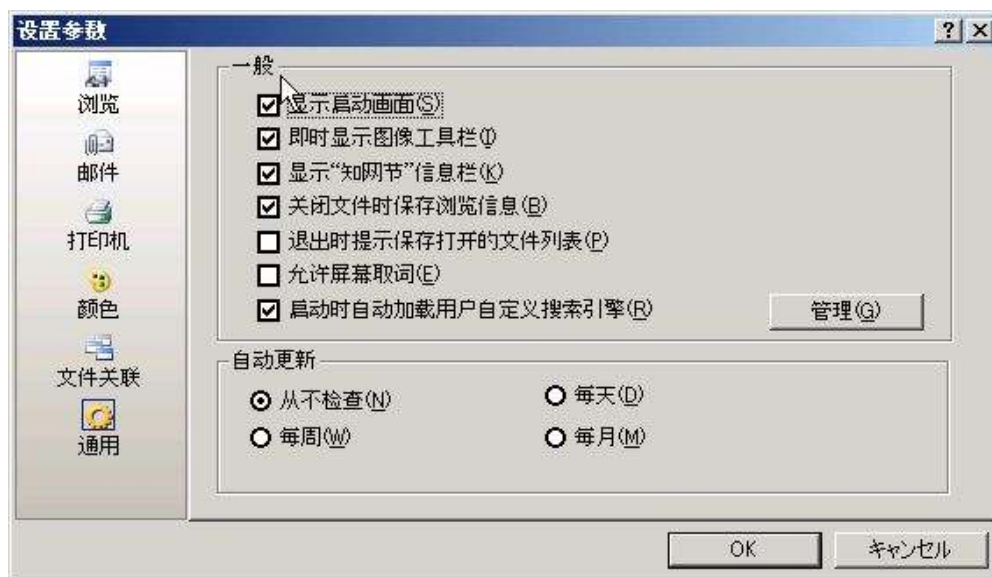 设置参数
浏览
邮件
打印机
颜色
文件关联
通用
一般
显示启动画面(S)
即时显示图像工具栏(I)
显示“知网节”信息栏(K)
关闭文件时保存浏览信息(B)
退出时提示保存打开的文件列表(P)
允许屏幕取词(E)
启动时自动加载用户自定义搜索引擎(R)
管理(G)
自动更新
从不检查(N)
每天(D)
每周(W)
每月(M)
OK
キャンセル